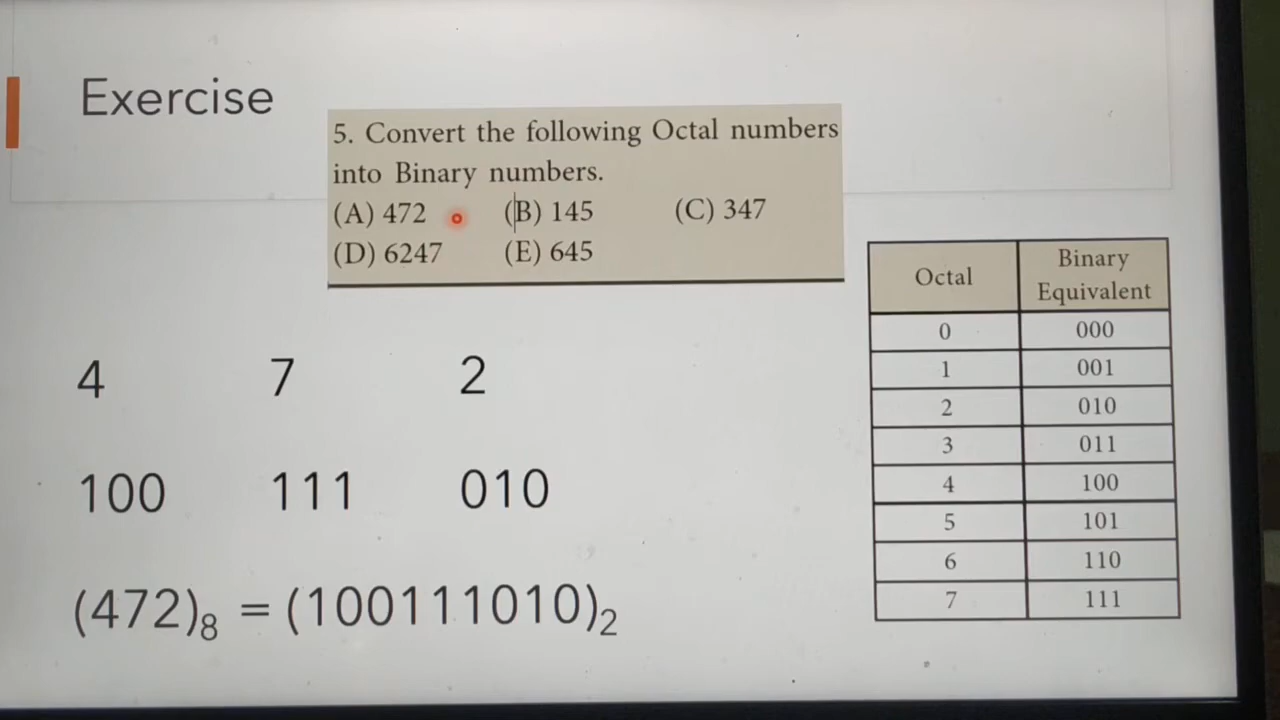 Exercise
5. Convert the following Octal numbers
into Binary numbers.
(A) 472 (B) 145 (C) 347
(D) 6247 (E) 645
4 7 2
100 111 010
(472)₈ = (100111010)₂
Octal Binary Equivalent
0 000
1 001
2 010
3 011
4 100
5 101
6 110
7 111